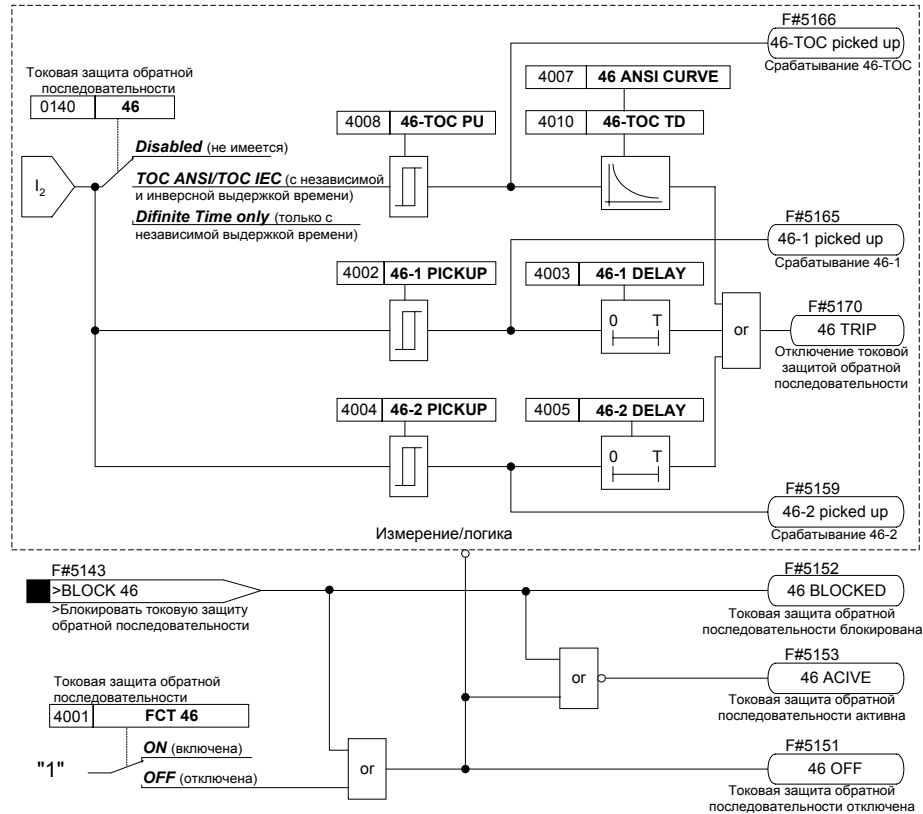 F#5166
46-TOC picked up
Срабатывание 46-TOC
Токовая защита обратной
последовательности
0140 46
4007 46 ANSI CURVE
4008 46-TOC PU
4010 46-TOC TD
Disabled (не имеется)
I2
TOC ANSI/TOC IEC (с независимой
и инверсной выдержкой времени)
Difinite Time only (только с
независимой выдержкой времени)
F#5165
46-1 picked up
Срабатывание 46-1
4002 46-1 PICKUP
4003 46-1 DELAY
0 T
or
F#5170
46 TRIP
Отключение токовой
защитой обратной
последовательности
4004 46-2 PICKUP
4005 46-2 DELAY
0 T
F#5159
46-2 picked up
Срабатывание 46-2
Измерение/логика
F#5143
>BLOCK 46
>Блокировать токовую защиту
обратной последовательности
F#5152
46 BLOCKED
Токовая защита обратной
последовательности блокирована
F#5153
or
46 ACIVE
Токовая защита обратной
последовательности активна
Токовая защита обратной
последовательности
4001 FCT 46
"1"
ON (включена)
OFF (отключена)
or
F#5151
46 OFF
Токовая защита обратной
последовательности отключена